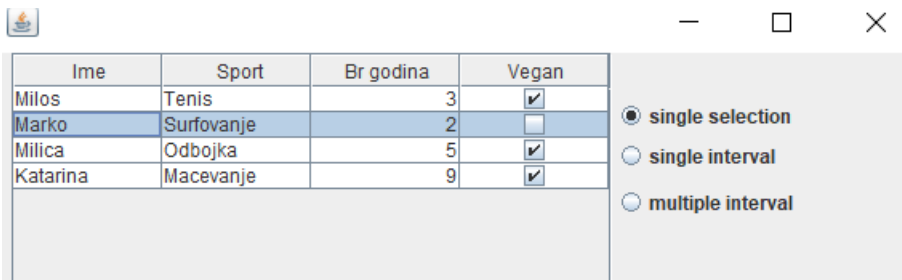 Ime Sport Br godina Vegan
Milos Tenis 3
Marko Surfovanje 2
Milica Odbojka 5
Katarina Macevanje 9
single selection
single interval
multiple interval